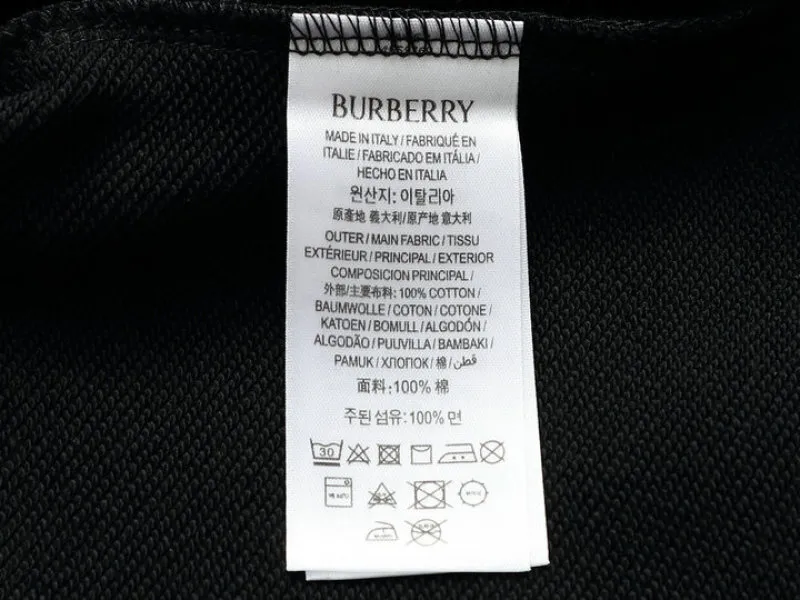 BURBERRY
MADE IN ITALY / FABRIQUÉ EN
ITALIE / FABRICADO EM ITÁLIA /
HECHO EN ITALIA
원산지: 이탈리아
原產地 義大利/原产地 意大利
OUTER / MAIN FABRIC / TISSU
EXTÉRIEUR / PRINCIPAL / EXTERIOR
COMPOSICION PRINCIPAL /
外部/主要布料: 100% COTTON /
BAUMWOLLE / COTON / COTONE /
KATOEN / BOMULL / ALGODÓN /
ALGODÃO / PUUVILLA / BAMBAKI /
PAMUK / ХЛОПОК / 棉 / قطن
面料:100% 棉
주된 섬유: 100% 면
30